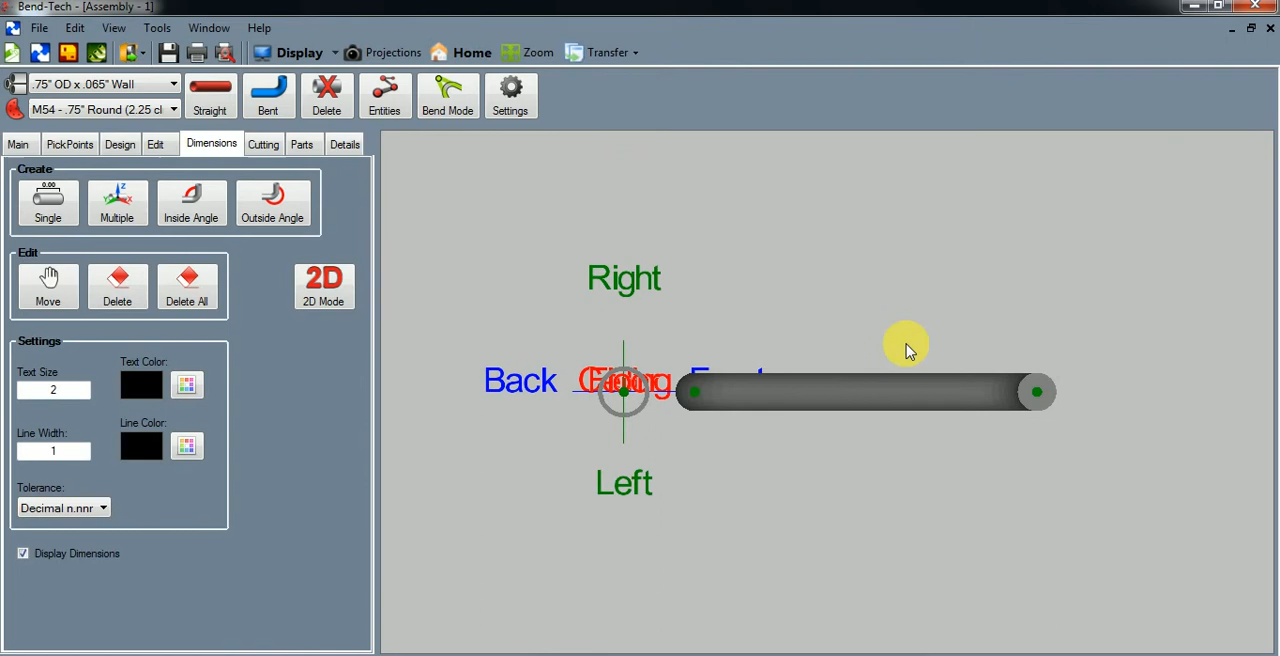 Bend-Tech - [Assembly - 1]
File Edit View Tools Window Help
Display Projections Home Zoom Transfer
.75" OD x .065" Wall
M54 - .75" Round (2.25 cl
Straight Bent Delete Entities Bend Mode Settings
Main PickPoints Design Edit Dimensions Cutting Parts Details
Create
0.00
Z Y X
Single Multiple Inside Angle Outside Angle
Edit
2D
Move Delete Delete All 2D Mode
Settings
Text Size
2
Text Color:
Line Width:
1
Line Color:
Tolerance:
Decimal n.nnr
Display Dimensions
Right
Back
Left